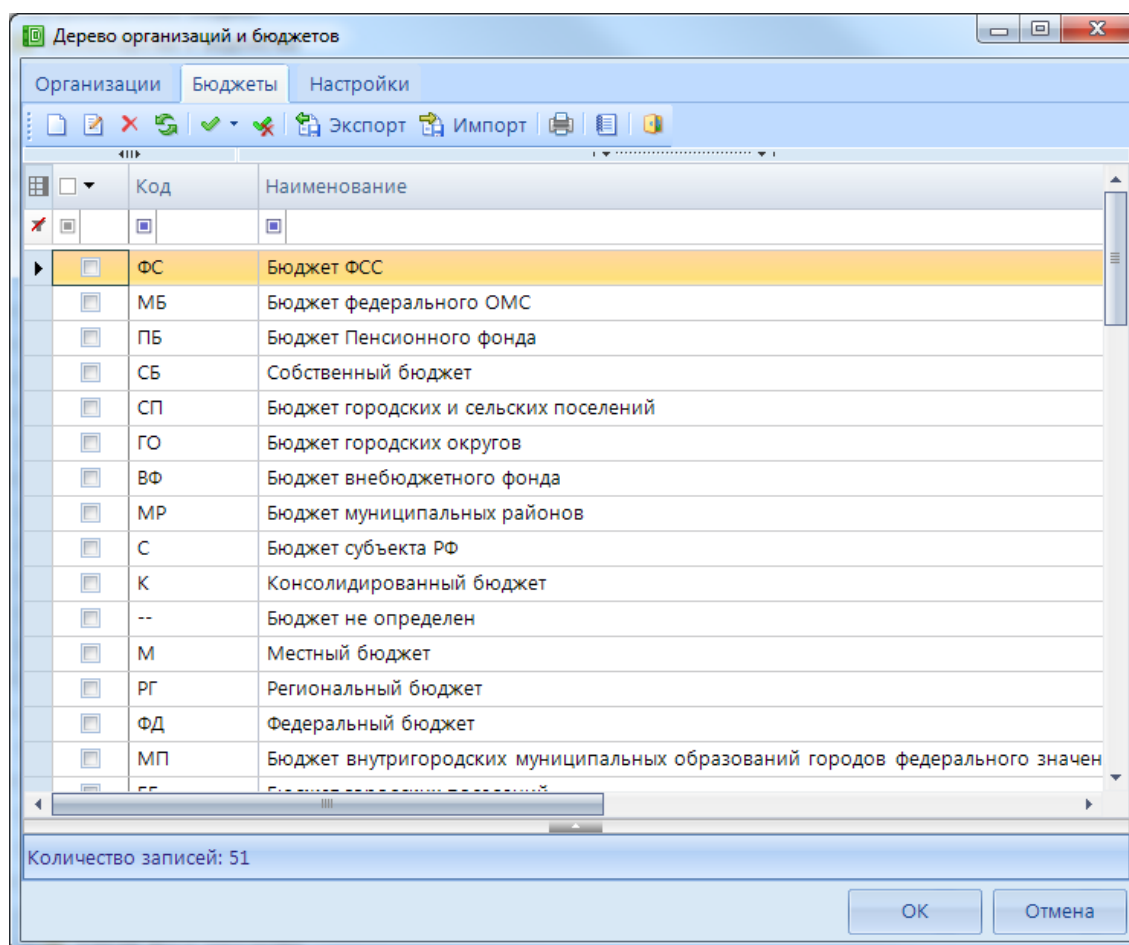 Дерево организаций и бюджетов
Организации Бюджеты Настройки
Экспорт Импорт
Код Наименование
ФС Бюджет ФСС
МБ Бюджет федерального ОМС
ПБ Бюджет Пенсионного фонда
СБ Собственный бюджет
СП Бюджет городских и сельских поселений
ГО Бюджет городских округов
ВФ Бюджет внебюджетного фонда
МР Бюджет муниципальных районов
С Бюджет субъекта РФ
К Консолидированный бюджет
-- Бюджет не определен
М Местный бюджет
РГ Региональный бюджет
ФД Федеральный бюджет
МП Бюджет внутригородских муниципальных образований городов федерального значен
Количество записей: 51
ОК Отмена